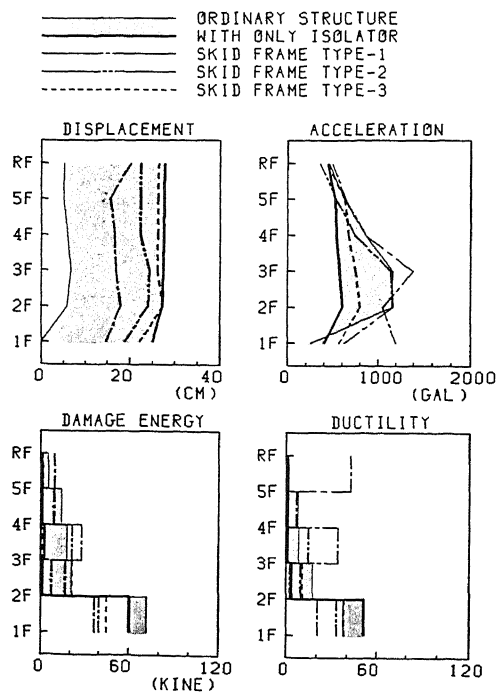 ORDINARY STRUCTURE
WITH ONLY ISOLATOR
SKID FRAME TYPE-1
SKID FRAME TYPE-2
SKID FRAME TYPE-3
DISPLACEMENT
RF
5F
4F
3F
2F
1F
0 20 40
(CM)
ACCELERATION
RF
5F
4F
3F
2F
1F
0 1000 2000
(GAL)
DAMAGE ENERGY
RF
5F
4F
3F
2F
1F
0 60 120
(KINE)
DUCTILITY
RF
5F
4F
3F
2F
1F
0 60 120